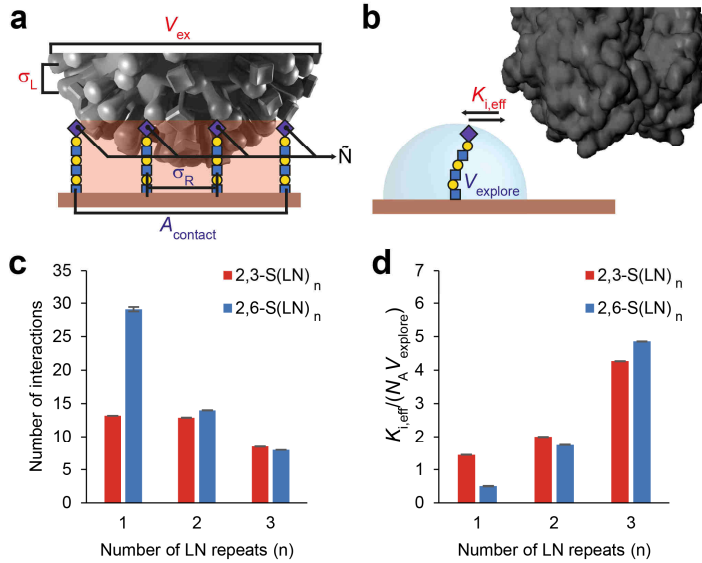 a
V ex
σ L
N̄
σ R
A contact
b
K i,eff
V explore
c
Number of interactions
35
30
25
20
15
10
5
0
2,3-S(LN) n
2,6-S(LN) n
1 2 3
Number of LN repeats (n)
d
K i,eff/(N A V explore)
7
6
5
4
3
2
1
0
2,3-S(LN) n
2,6-S(LN) n
1 2 3
Number of LN repeats (n)